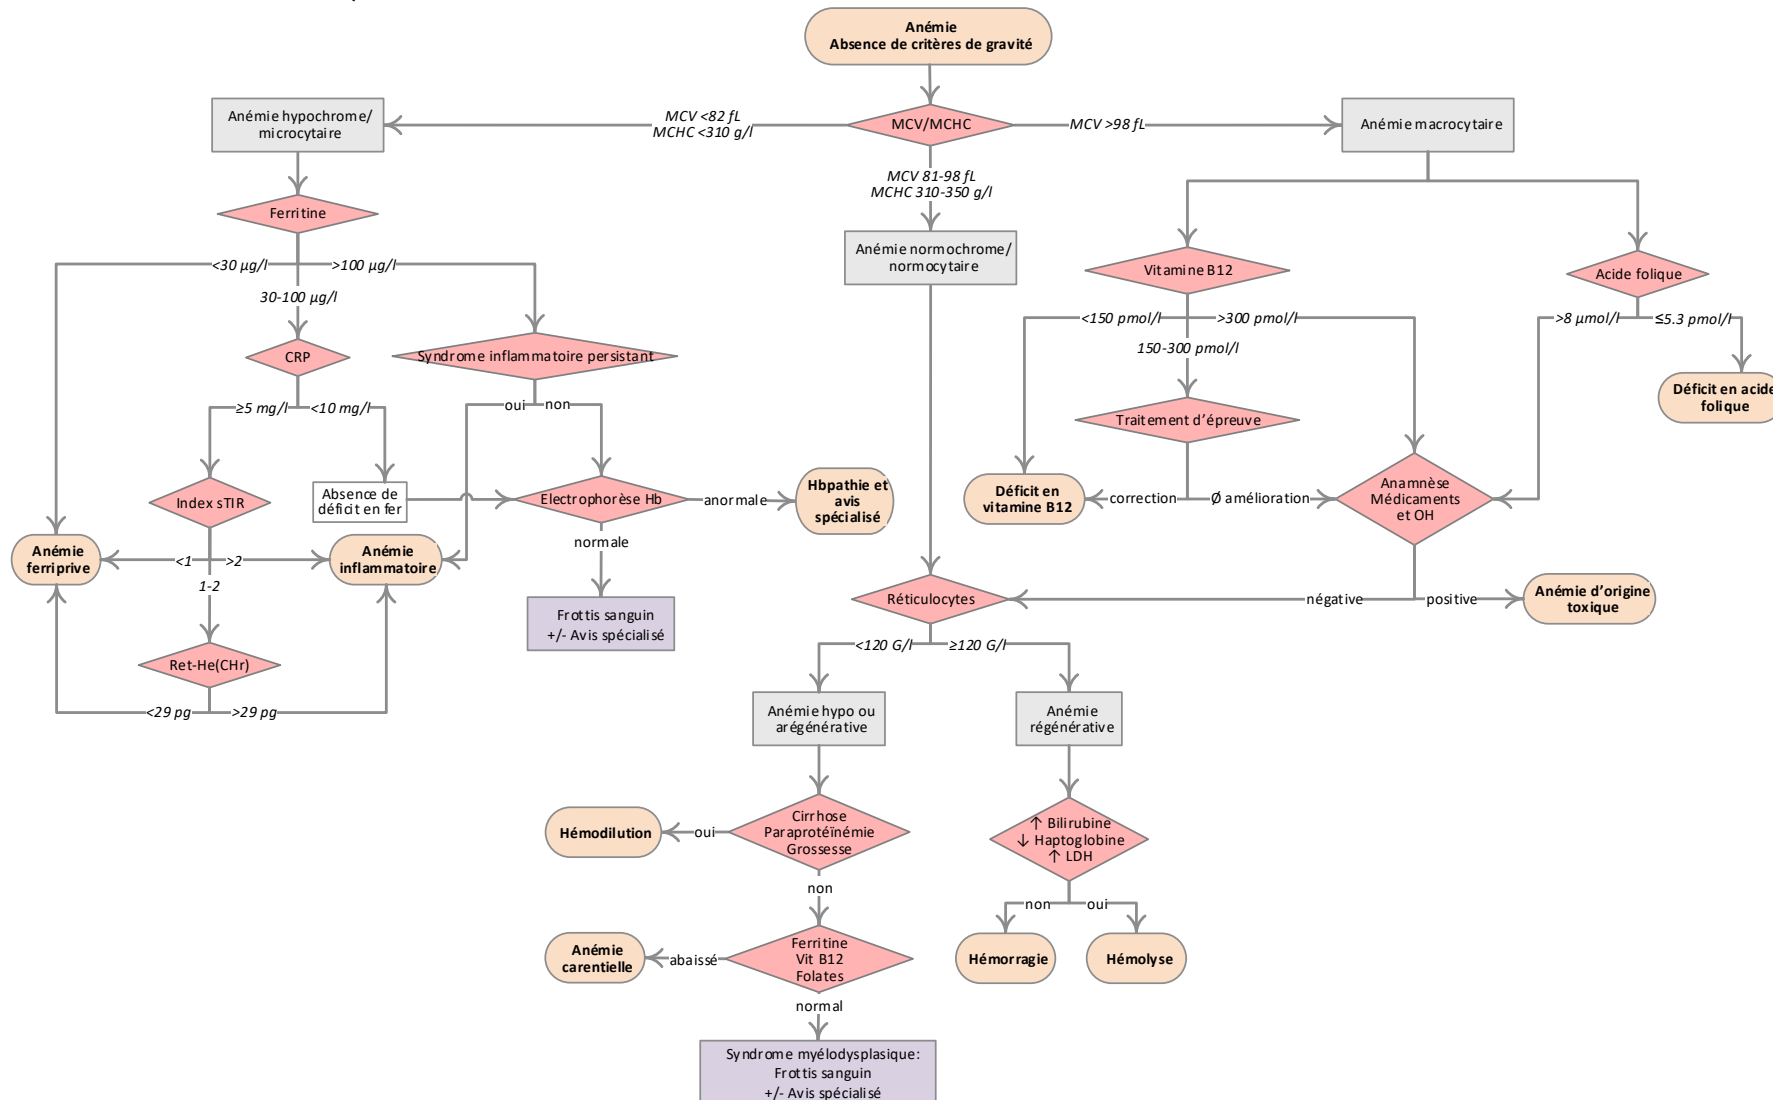 Anémie
Absence de critères de gravité
Anémie hypochrome/
microcytaire
MCV <82 fL
MCHC <310 g/l
MCV/MCHC
MCV >98 fL
Anémie macrocytaire
MCV 81-98 fL
MCHC 310-350 g/l
Ferritine
Anémie normochrome/
normocytaire
<30 µg/l
>100 µg/l
30-100 µg/l
Vitamine B12
Acide folique
CRP
Syndrome inflammatoire persistant
<150 pmol/l
>300 pmol/l
150-300 pmol/l
>8 µmol/l
≤5.3 pmol/l
Déficit en acide
folique
≥5 mg/l
<10 mg/l
oui
non
Traitement d’épreuve
Index sTIR
Absence de
déficit en fer
Electrophorèse Hb
anormale
Hbpathie et
avis
spécialisé
Déficit en
vitamine B12
correction
Ø amélioration
Anamnèse
Médicaments
et OH
Anémie
ferriprive
<1
>2
1-2
Anémie
inflammatoire
normale
Frottis sanguin
+/- Avis spécialisé
Réticulocytes
négative
positive
Anémie d’origine
toxique
Ret-He(CHr)
<29 pg
>29 pg
<120 G/l
≥120 G/l
Anémie hypo ou
arégénérative
Anémie
régénérative
Hémodilution
oui
Cirrhose
Paraprotéïnémie
Grossesse
↑ Bilirubine
↓ Haptoglobine
↑ LDH
non
non
oui
Anémie
carentielle
abaissé
Ferritine
Vit B12
Folates
Hémorragie
Hémolyse
normal
Syndrome myélodysplasique:
Frottis sanguin
+/- Avis spécialisé